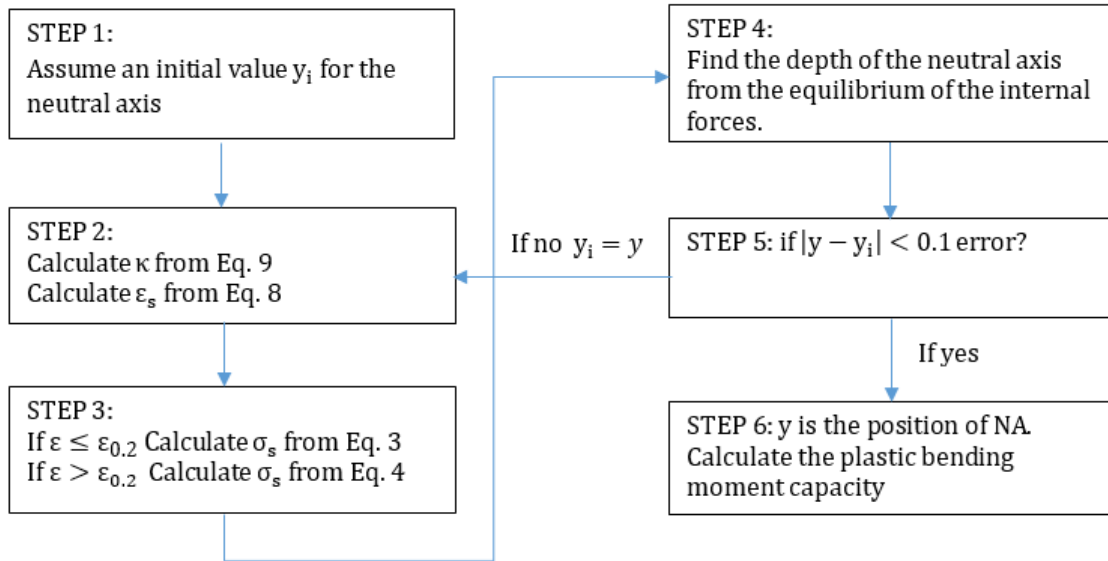 STEP 1:
Assume an initial value yᵢ for the
neutral axis
STEP 2:
Calculate κ from Eq. 9
Calculate εₛ from Eq. 8
STEP 3:
If ε ≤ ε₀.₂ Calculate σₛ from Eq. 3
If ε > ε₀.₂ Calculate σₛ from Eq. 4
STEP 4:
Find the depth of the neutral axis
from the equilibrium of the internal
forces.
STEP 5: if |y − yᵢ| < 0.1 error?
If no yᵢ = y
If yes
STEP 6: y is the position of NA.
Calculate the plastic bending
moment capacity